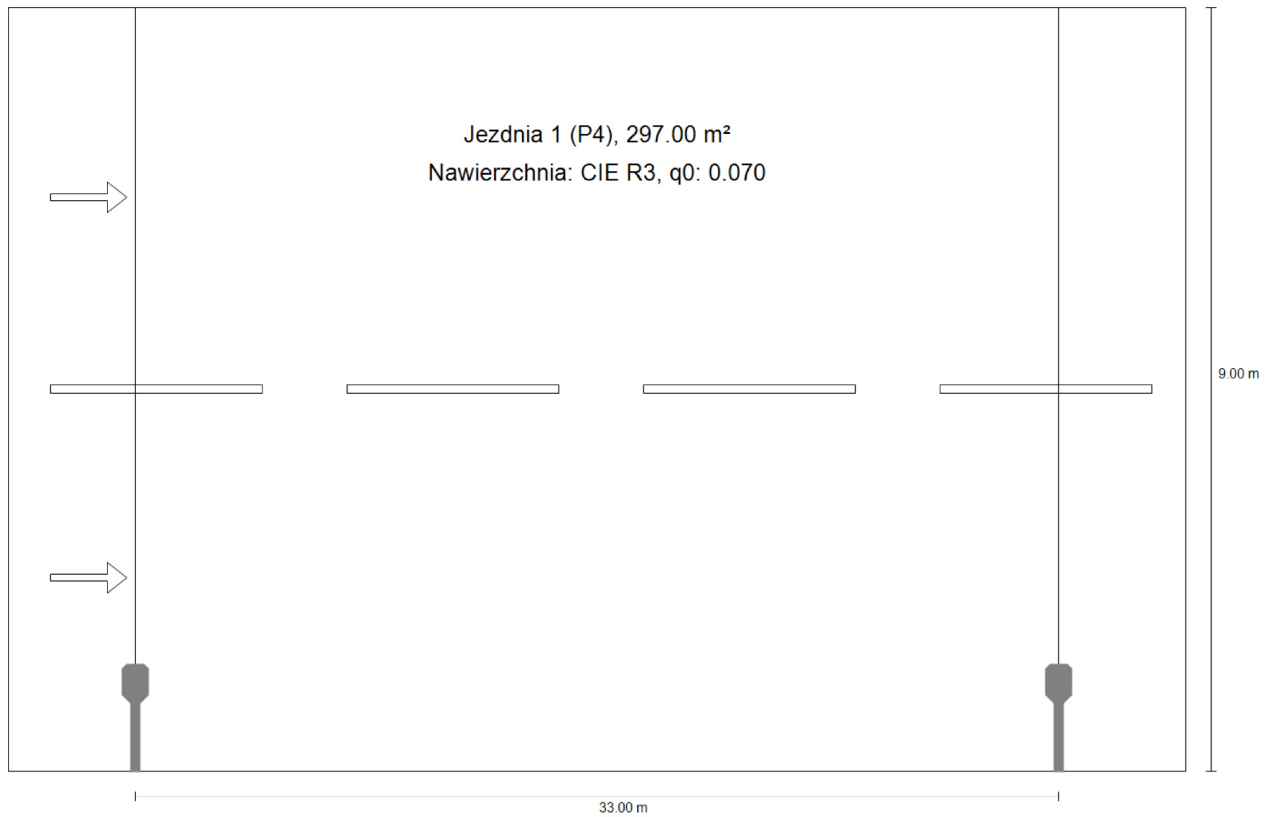 Jezdnia 1 (P4), 297.00 m²
Nawierzchnia: CIE R3, q0: 0.070
9.00 m
33.00 m